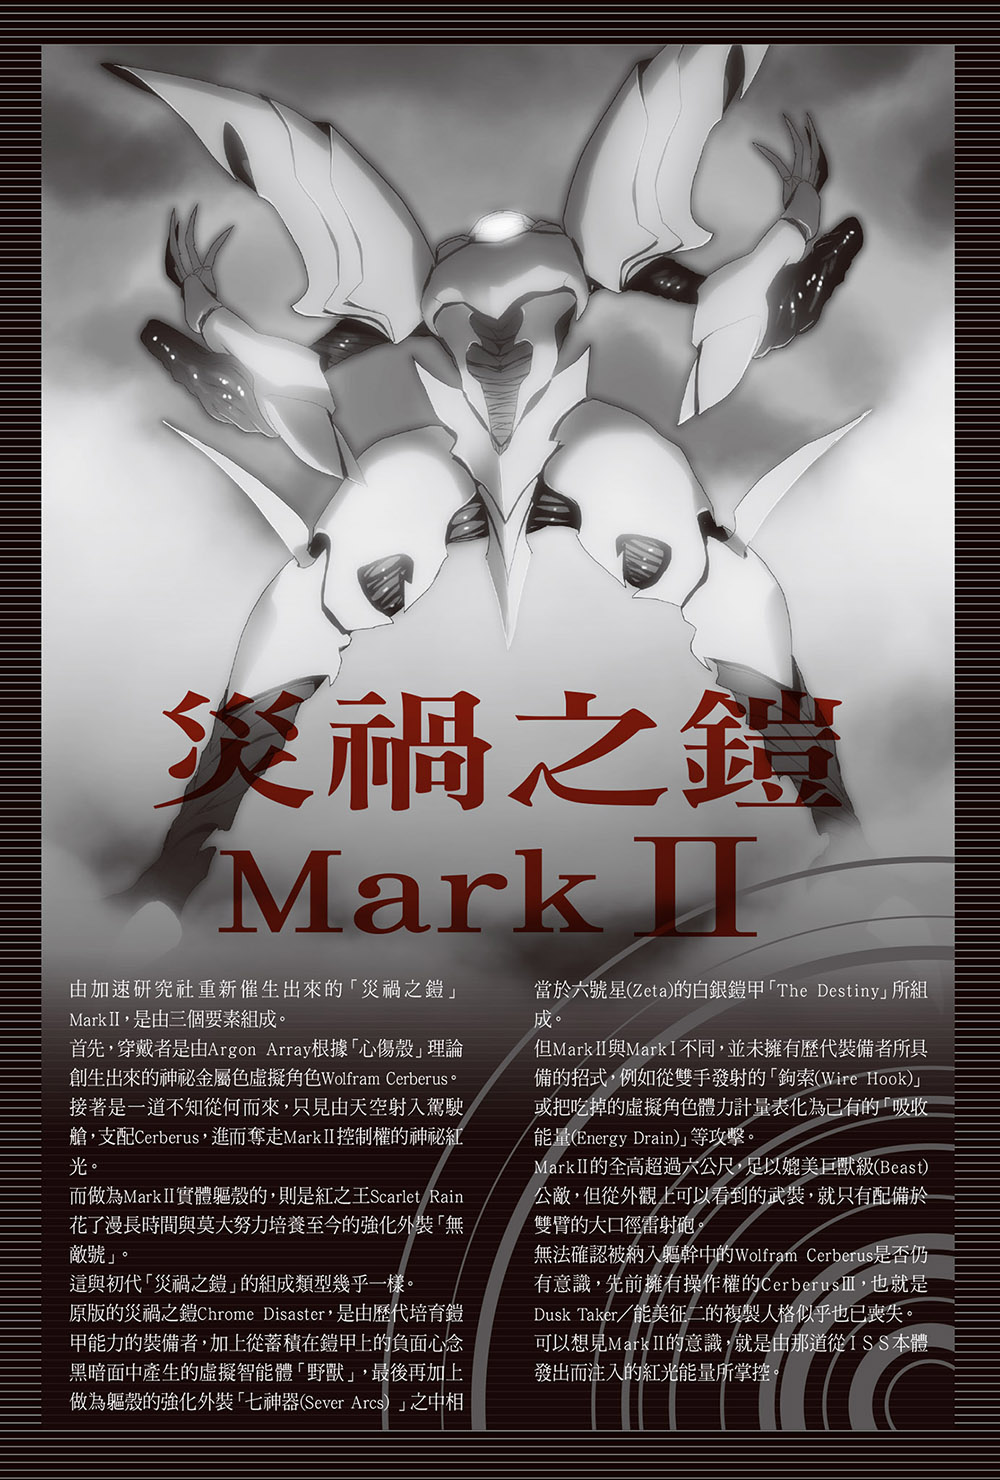 災禍之鎧
Mark Ⅱ
由加速研究社重新催生出來的「災禍之鎧」
MarkⅡ，是由三個要素組成。
首先，穿戴者是由Argon Array根據「心傷殼」理論
創生出來的神祕金屬色虛擬角色Wolfram Cerberus。
接著是一道不知從何而來，只見由天空射入駕駛
艙，支配Cerberus，進而奪走MarkⅡ控制權的神祕紅
光。
而做為MarkⅡ實體軀殼的，則是紅之王Scarlet Rain
花了漫長時間與莫大努力培養至今的強化外裝「無
敵號」。
這與初代「災禍之鎧」的組成類型幾乎一樣。
原版的災禍之鎧Chrome Disaster，是由歷代培育鎧
甲能力的裝備者，加上從蓄積在鎧甲上的負面心念
黑暗面中產生的虛擬智能體「野獸」，最後再加上
做為軀殼的強化外裝「七神器(Sever Arcs) 」之中相
當於六號星(Zeta)的白銀鎧甲「The Destiny」所組
成。
但MarkⅡ與MarkⅠ不同，並未擁有歷代裝備者所具
備的招式，例如從雙手發射的「鉤索(Wire Hook)」
或把吃掉的虛擬角色體力計量表化為己有的「吸收
能量(Energy Drain)」等攻擊。
MarkⅡ的全高超過六公尺，足以媲美巨獸級(Beast)
公敵，但從外觀上可以看到的武裝，就只有配備於
雙臂的大口徑雷射砲。
無法確認被納入軀幹中的Wolfram Cerberus是否仍
有意識，先前擁有操作權的CerberusⅢ，也就是
Dusk Taker／能美征二的複製人格似乎也已喪失。
可以想見MarkⅡ的意識，就是由那道從ＩＳＳ本體
發出而注入的紅光能量所掌控。